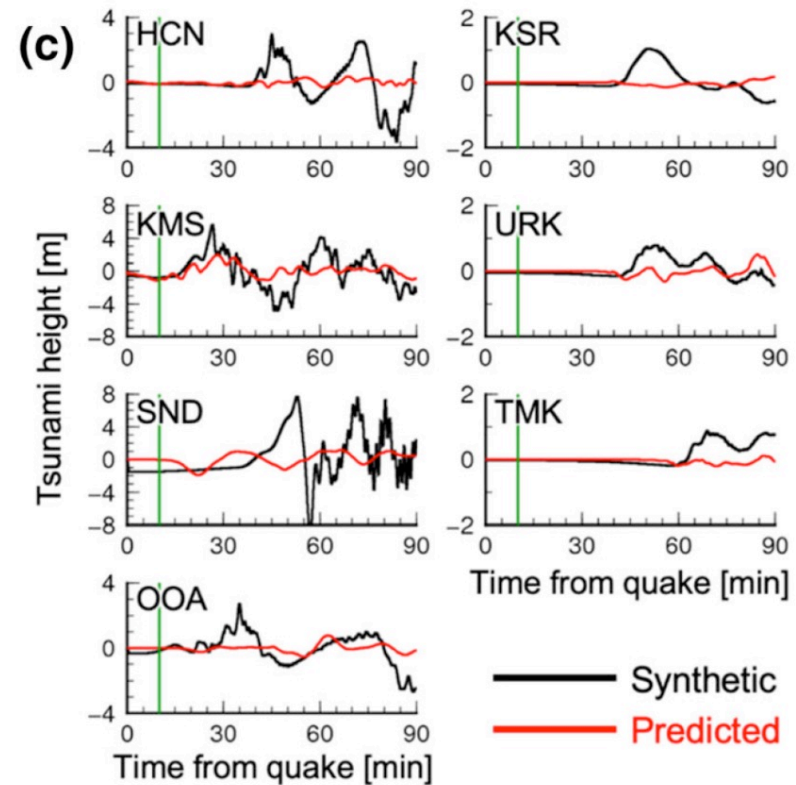 (c)
HCN
4
0
−4
0 30 60 90
KSR
2
0
−2
0 30 60 90
KMS
8
4
0
−4
−8
0 30 60 90
URK
2
0
−2
0 30 60 90
SND
8
4
0
−4
−8
0 30 60 90
TMK
2
0
−2
0 30 60 90
Time from quake [min]
OOA
4
0
−4
0 30 60 90
Time from quake [min]
Tsunami height [m]
Synthetic
Predicted